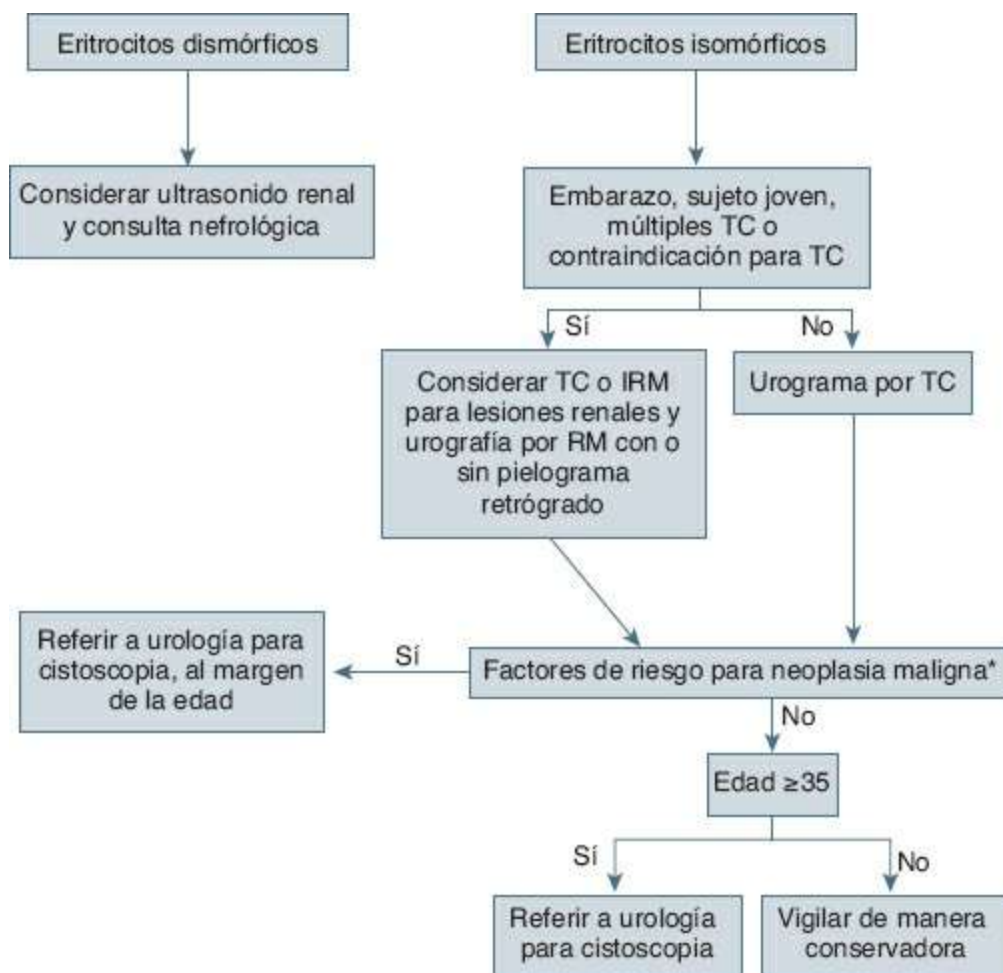 Eritrocitos dismórficos
Eritrocitos isomórficos
Considerar ultrasonido renal
y consulta nefrológica
Embarazo, sujeto joven,
múltiples TC o
contraindicación para TC
Sí
No
Considerar TC o IRM
para lesiones renales y
urografía por RM con o
sin pielograma
retrógrado
Urograma por TC
Referir a urología para
cistoscopia, al margen
de la edad
Sí
Factores de riesgo para neoplasia maligna*
No
Edad ≥35
Sí
No
Referir a urología
para cistoscopia
Vigilar de manera
conservadora